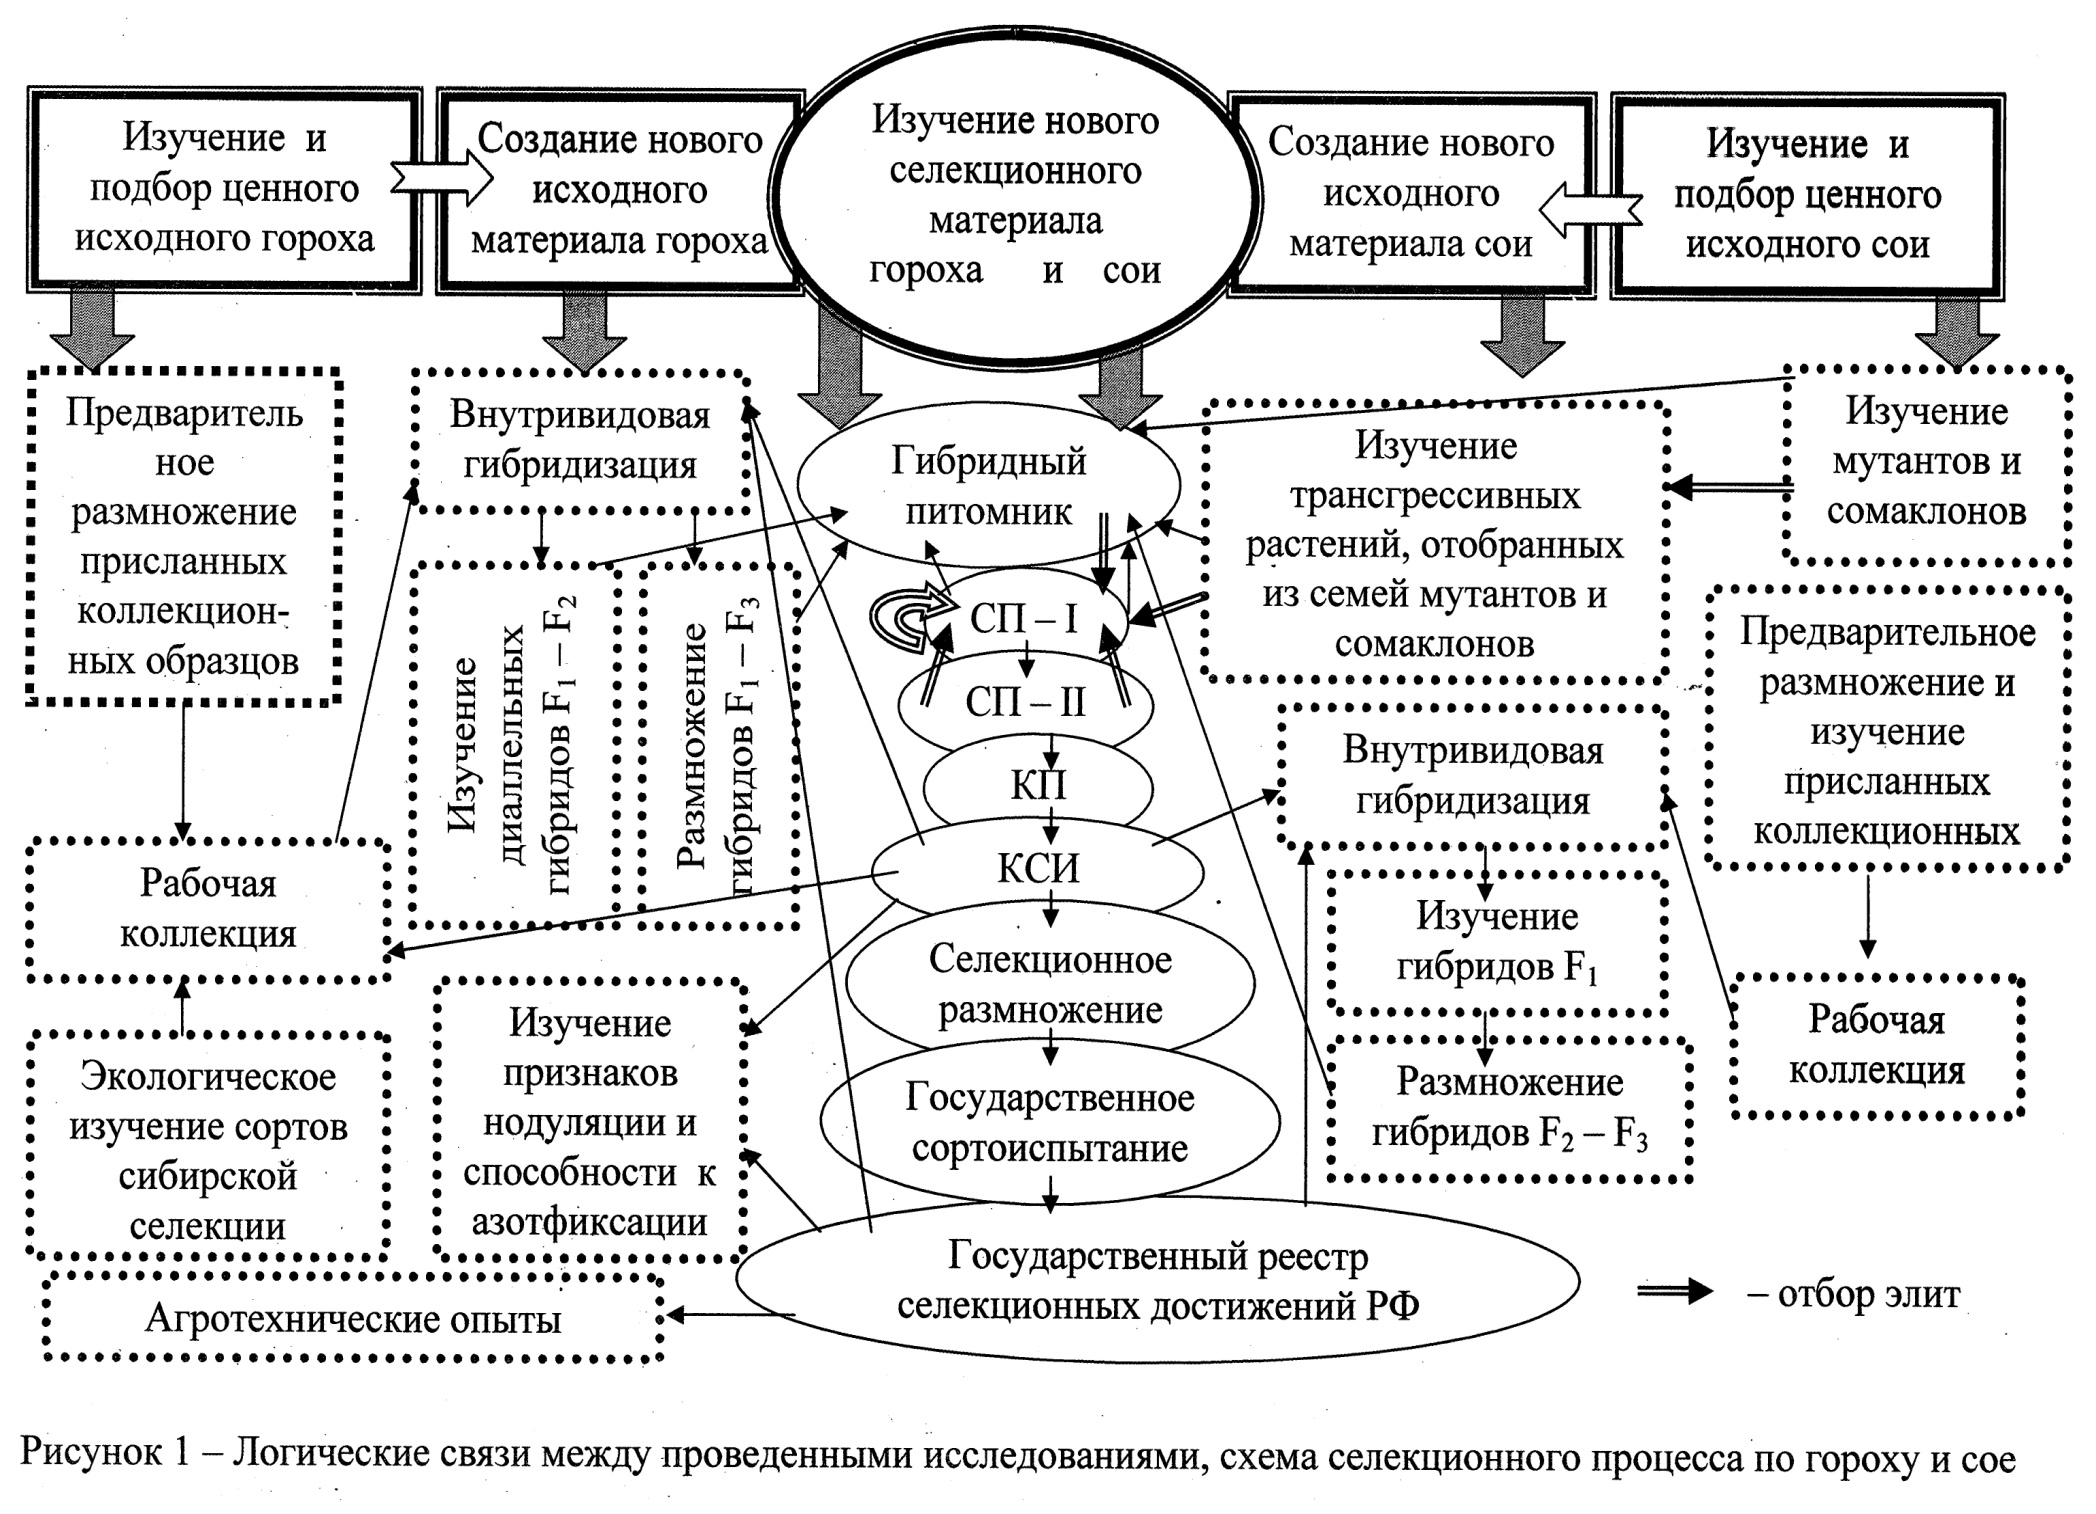 Изучение и
подбор ценного
исходного гороха
Создание нового
исходного
материала гороха
Изучение нового
селекционного
материала
гороха и сои
Создание нового
исходного
материала сои
Изучение и
подбор ценного
исходного сои
Предваритель
ное
размножение
присланных
коллекцион-
ных образцов
Внутривидовая
гибридизация
Гибридный
питомник
Изучение
трансгрессивных
растений, отобранных
из семей мутантов и
сомаклонов
Изучение
мутантов и
сомаклонов
Изучение
диаллельных
гибридов F₁ – F₂
Размножение
гибридов F₁ – F₃
СП – I
СП – II
КП
КСИ
Селекционное
размножение
Государственное
сортоиспытание
Государственный реестр
селекционных достижений РФ
Предварительное
размножение и
изучение
присланных
коллекционных
Внутривидовая
гибридизация
Изучение
гибридов F₁
Размножение
гибридов F₂ – F₃
Рабочая
коллекция
Рабочая
коллекция
Экологическое
изучение сортов
сибирской
селекции
Изучение
признаков
нодуляции и
способности к
азотфиксации
Агротехнические опыты
– отбор элит
Рисунок 1 – Логические связи между проведенными исследованиями, схема селекционного процесса по гороху и сое